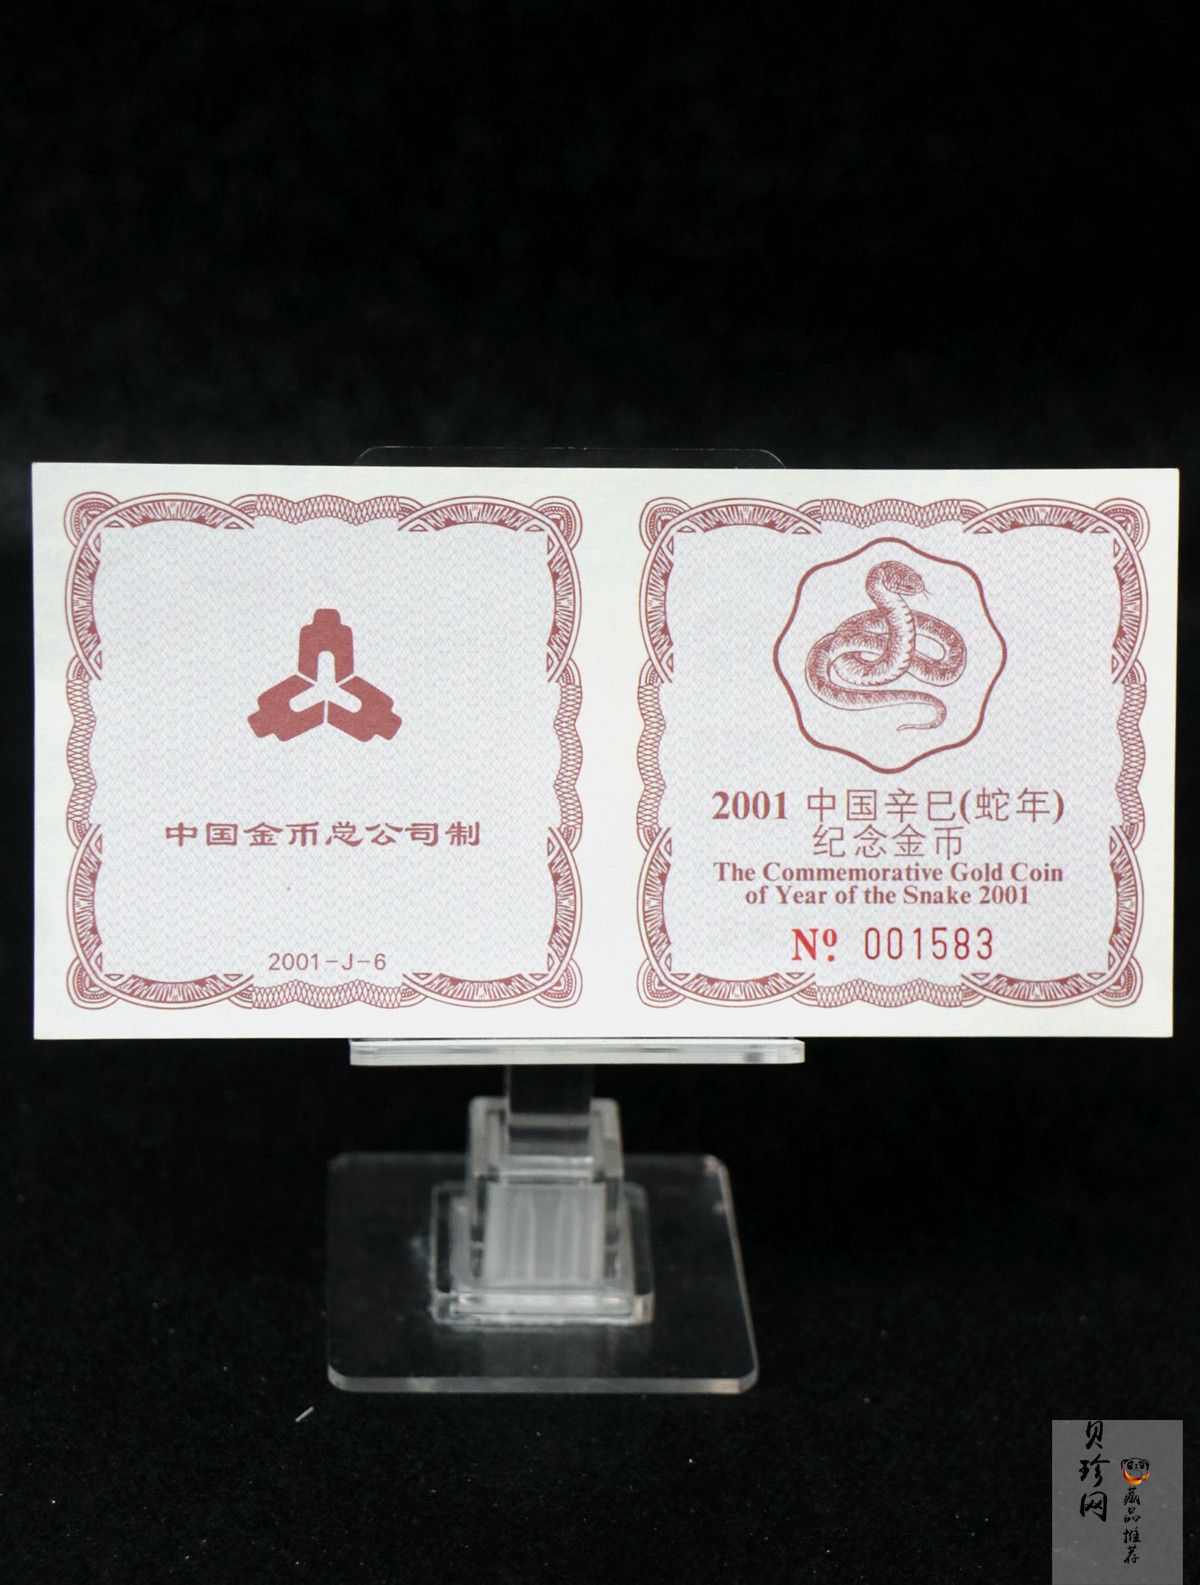 中国金币总公司制
2001-J-6
2001 中国辛巳(蛇年)
纪念金币
The Commemorative Gold Coin
of Year of the Snake 2001
Nº. 001583
贝珍网
藏品推荐